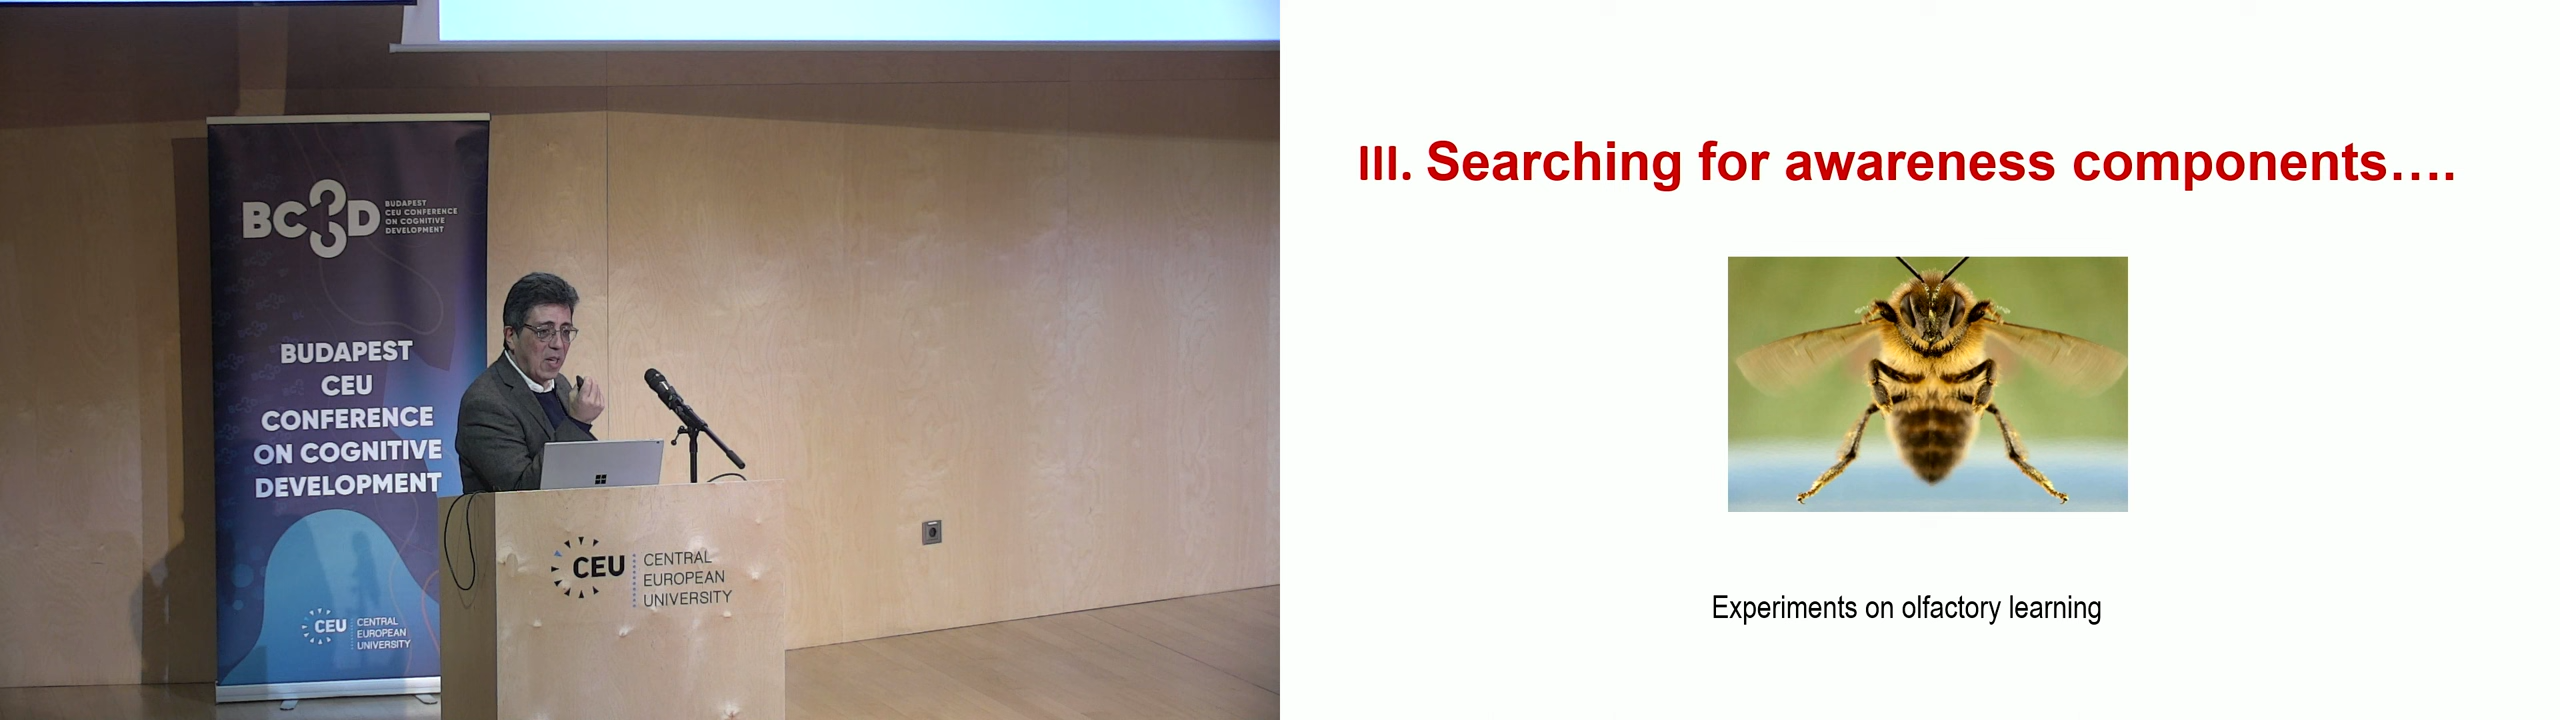 BC3D
BUDAPEST
CEU CONFERENCE
ON COGNITIVE
DEVELOPMENT
BUDAPEST
CEU
CONFERENCE
ON COGNITIVE
DEVELOPMENT
CEU
CENTRAL
EUROPEAN
UNIVERSITY
CEU
CENTRAL
EUROPEAN
UNIVERSITY
III. Searching for awareness components….
Experiments on olfactory learning